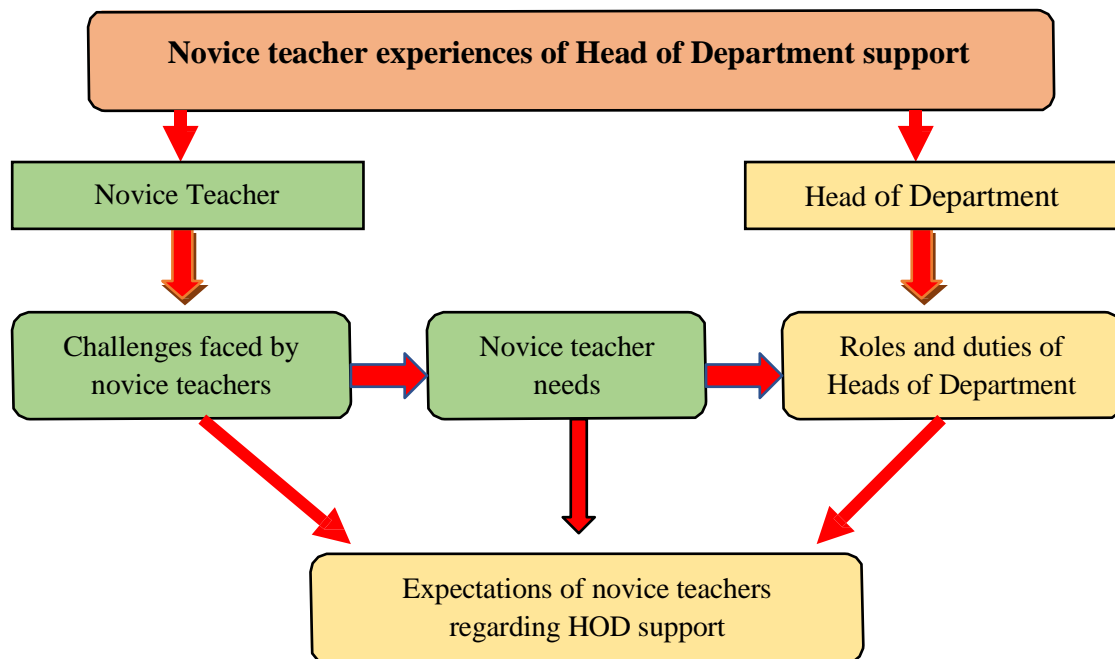 Novice teacher experiences of Head of Department support
Novice Teacher
Head of Department
Challenges faced by
novice teachers
Novice teacher
needs
Roles and duties of
Heads of Department
Expectations of novice teachers
regarding HOD support